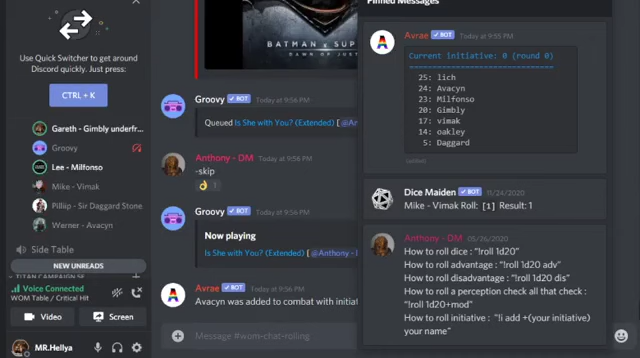 Use Quick Switcher to get around
Discord quickly. Just press:
CTRL + K
Gareth - Gimbly underfr...
Groovy
Lee - Milfonso
Mike - Vimak
Pilliip - Sir Daggard Stone
Werner - Avacyn
Side Table
NEW UNREADS
TITAN CAMPAIGN SE
Voice Connected
WOM Table / Critical Hit
Video
Screen
MR.Hellya
BATMAN v SUP
DAWN OF JUST
Groovy BOT Today at 9:56 PM
Queued Is She with You? (Extended) [@An
Anthony - DM Today at 9:56 PM
-skip
1
Groovy BOT Today at 9:56 PM
Now playing
Is She with You? (Extended) [@Anthony - D
Avrae BOT Today at 9:56 PM
Avacyn was added to combat with initiat
Message #wom-chat-rolling
Pinned Messages
Avrae BOT Today at 9:55 PM
Current initiative: 0 (round 0)
===============================
25: lich
24: Avacyn
23: Milfonso
20: Gimbly
17: vimak
14: oakley
5: Daggard
(edited)
Dice Maiden BOT 11/24/2020
Mike - Vimak Roll: [1] Result: 1
Anthony - DM 05/26/2020
How to roll dice : "!roll 1d20"
How to roll advantage : "!roll 1d20 adv"
How to roll disadvantage : "!roll 1d20 dis"
How to roll a perception check all that check :
"!roll 1d20+mod"
How to roll initiative : "!i add +(your initiative)
your name"